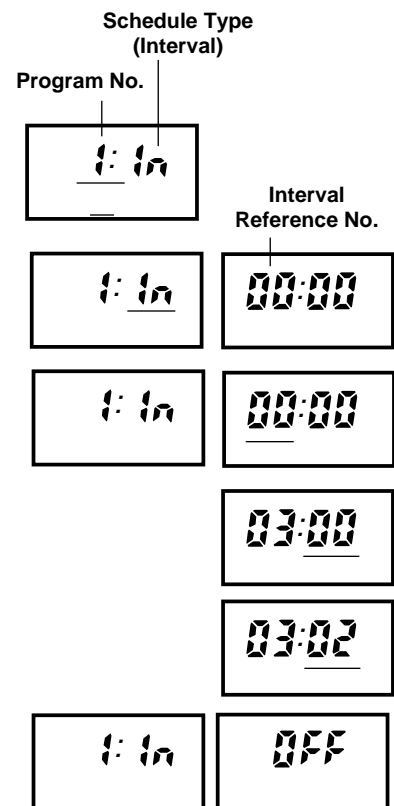 Schedule Type
(Interval)
Program No.
1: In
Interval
Reference No.
1: In 00:00
1: In 00:00
03:00
03:02
1: In OFF